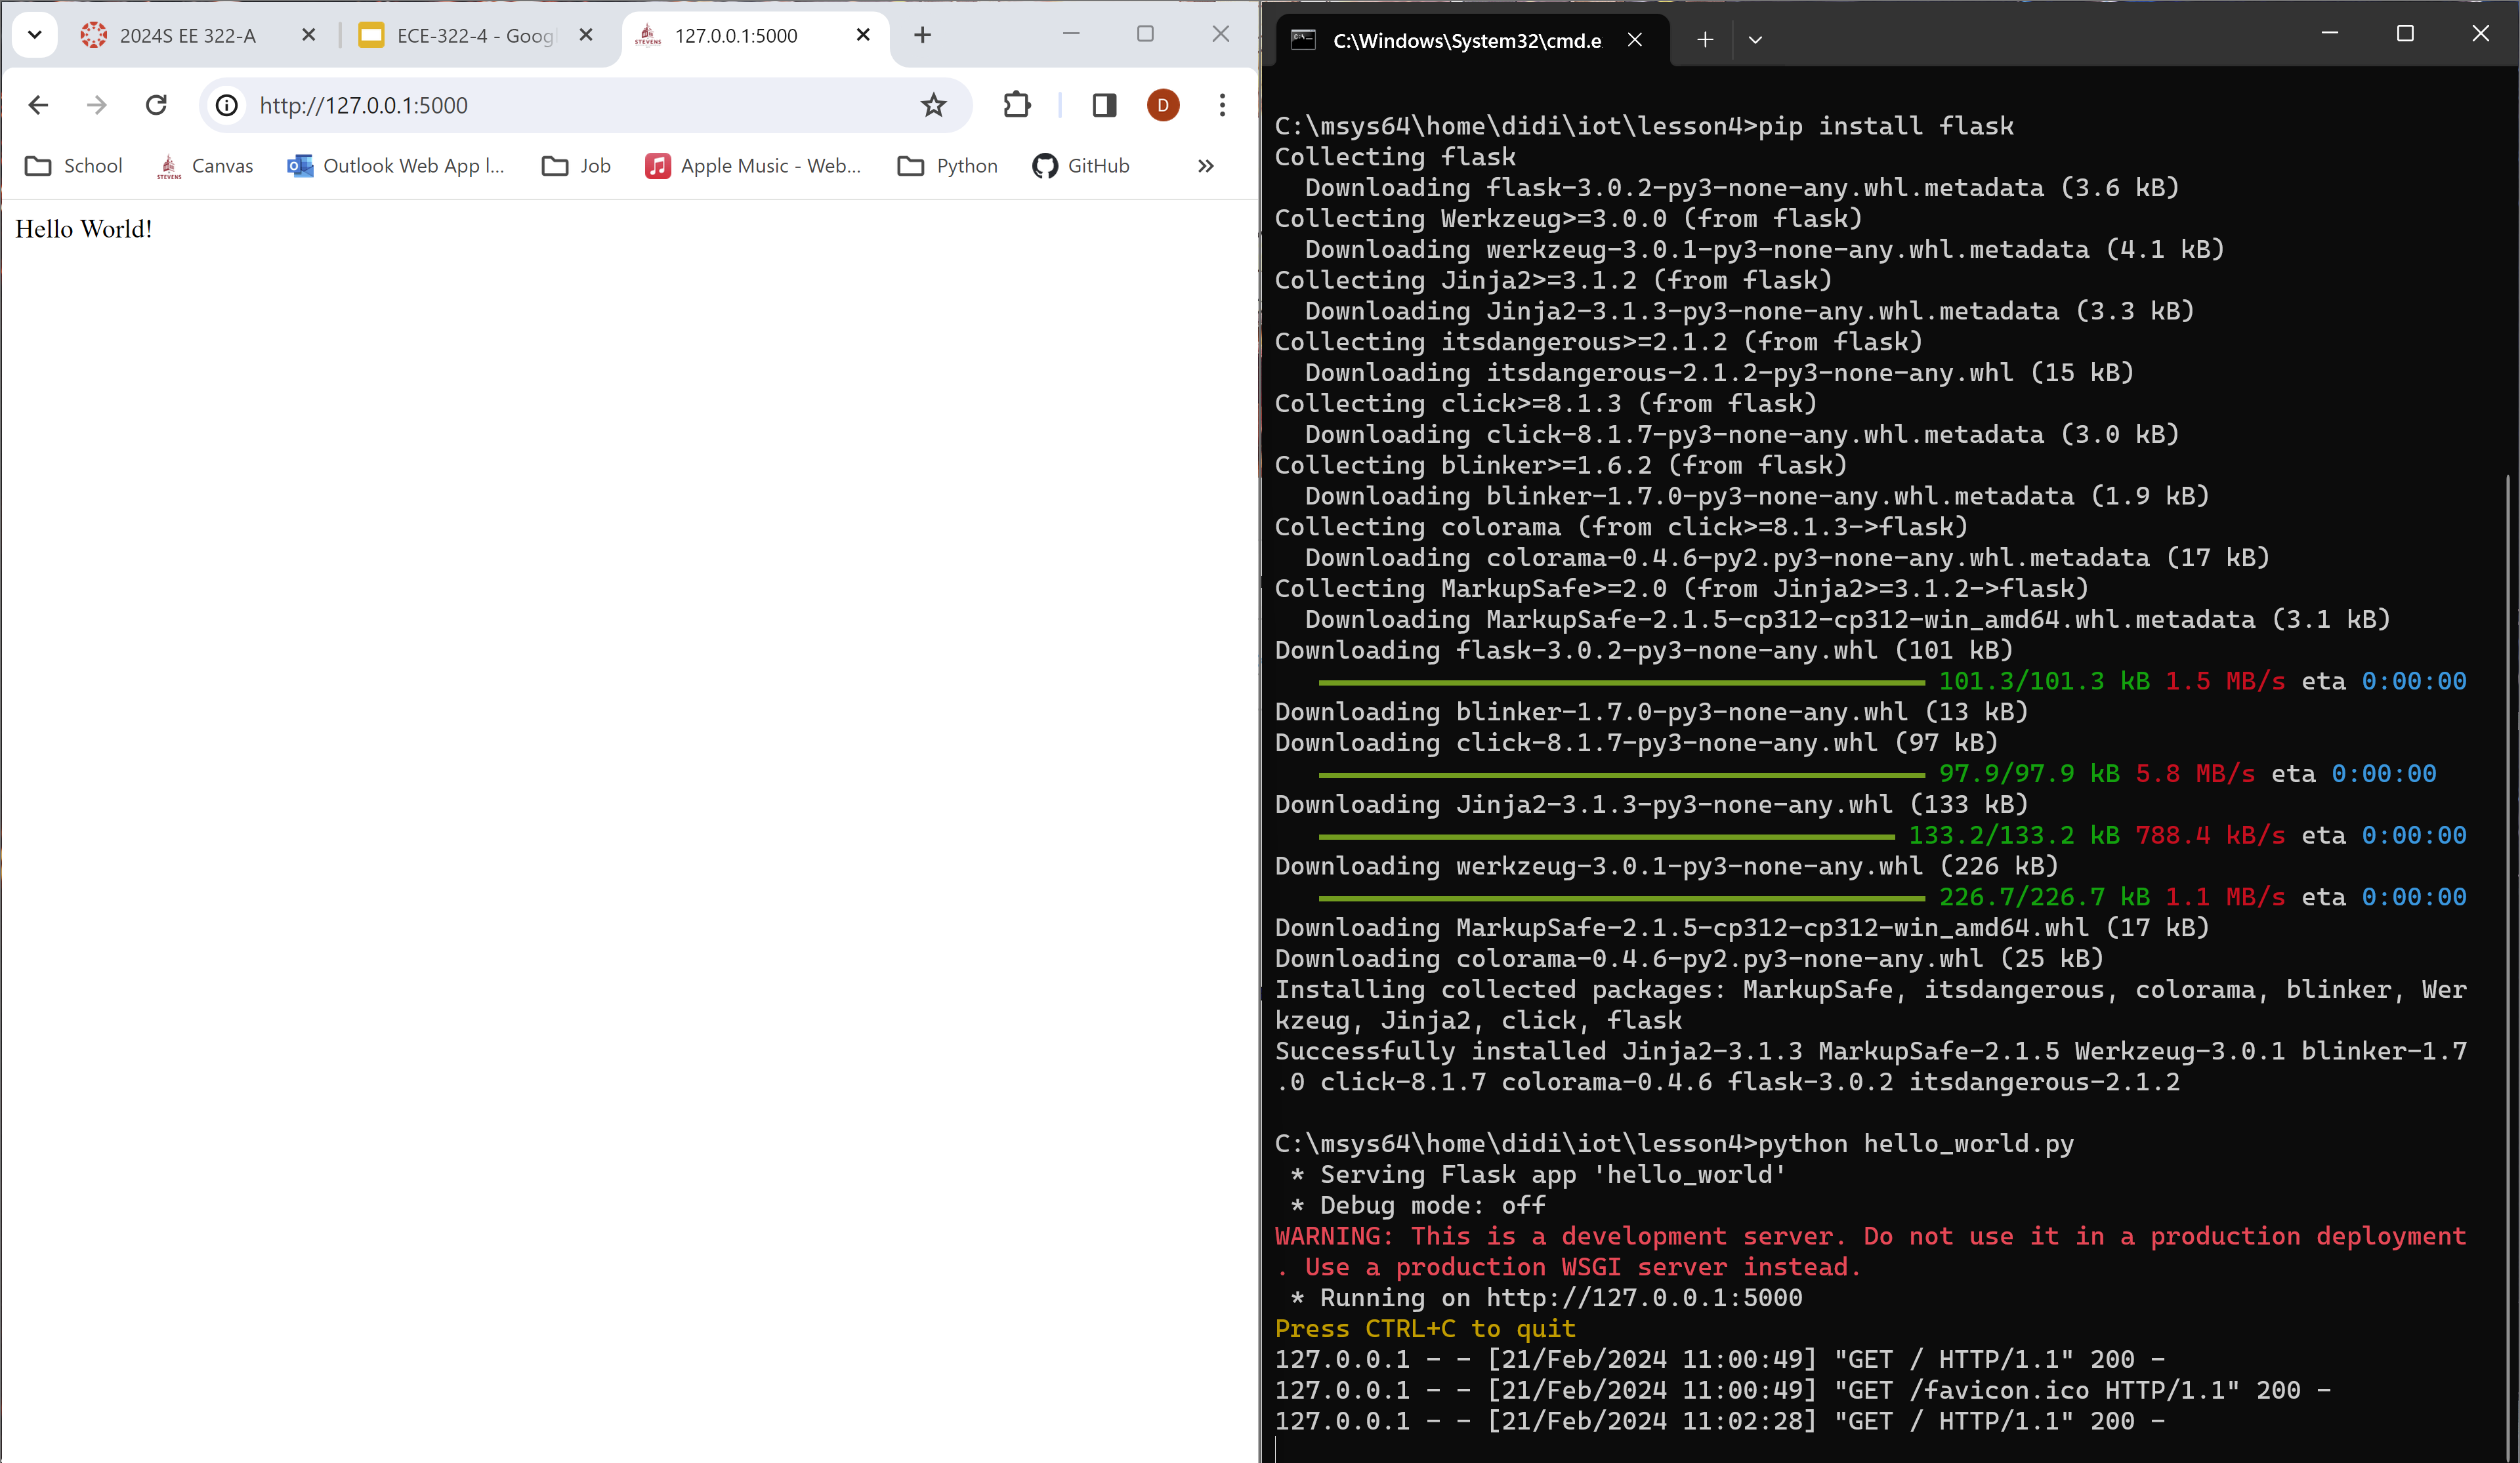 2024S EE 322-A
ECE-322-4 - Goog
STEVENS
127.0.0.1:5000
http://127.0.0.1:5000
D
School
STEVENS
Canvas
Outlook Web App l...
Job
Apple Music - Web...
Python
GitHub
Hello World!
C:\Windows\System32\cmd.e
C:\msys64\home\didi\iot\lesson4>pip install flask
Collecting flask
  Downloading flask-3.0.2-py3-none-any.whl.metadata (3.6 kB)
Collecting Werkzeug>=3.0.0 (from flask)
  Downloading werkzeug-3.0.1-py3-none-any.whl.metadata (4.1 kB)
Collecting Jinja2>=3.1.2 (from flask)
  Downloading Jinja2-3.1.3-py3-none-any.whl.metadata (3.3 kB)
Collecting itsdangerous>=2.1.2 (from flask)
  Downloading itsdangerous-2.1.2-py3-none-any.whl (15 kB)
Collecting click>=8.1.3 (from flask)
  Downloading click-8.1.7-py3-none-any.whl.metadata (3.0 kB)
Collecting blinker>=1.6.2 (from flask)
  Downloading blinker-1.7.0-py3-none-any.whl.metadata (1.9 kB)
Collecting colorama (from click>=8.1.3->flask)
  Downloading colorama-0.4.6-py2.py3-none-any.whl.metadata (17 kB)
Collecting MarkupSafe>=2.0 (from Jinja2>=3.1.2->flask)
  Downloading MarkupSafe-2.1.5-cp312-cp312-win_amd64.whl.metadata (3.1 kB)
Downloading flask-3.0.2-py3-none-any.whl (101 kB)
101.3/101.3 kB 1.5 MB/s eta 0:00:00
Downloading blinker-1.7.0-py3-none-any.whl (13 kB)
Downloading click-8.1.7-py3-none-any.whl (97 kB)
97.9/97.9 kB 5.8 MB/s eta 0:00:00
Downloading Jinja2-3.1.3-py3-none-any.whl (133 kB)
133.2/133.2 kB 788.4 kB/s eta 0:00:00
Downloading werkzeug-3.0.1-py3-none-any.whl (226 kB)
226.7/226.7 kB 1.1 MB/s eta 0:00:00
Downloading MarkupSafe-2.1.5-cp312-cp312-win_amd64.whl (17 kB)
Downloading colorama-0.4.6-py2.py3-none-any.whl (25 kB)
Installing collected packages: MarkupSafe, itsdangerous, colorama, blinker, Wer
kzeug, Jinja2, click, flask
Successfully installed Jinja2-3.1.3 MarkupSafe-2.1.5 Werkzeug-3.0.1 blinker-1.7
.0 click-8.1.7 colorama-0.4.6 flask-3.0.2 itsdangerous-2.1.2
C:\msys64\home\didi\iot\lesson4>python hello_world.py
 * Serving Flask app 'hello_world'
 * Debug mode: off
WARNING: This is a development server. Do not use it in a production deployment
. Use a production WSGI server instead.
 * Running on http://127.0.0.1:5000
Press CTRL+C to quit
127.0.0.1 - - [21/Feb/2024 11:00:49] "GET / HTTP/1.1" 200 -
127.0.0.1 - - [21/Feb/2024 11:00:49] "GET /favicon.ico HTTP/1.1" 200 -
127.0.0.1 - - [21/Feb/2024 11:02:28] "GET / HTTP/1.1" 200 -